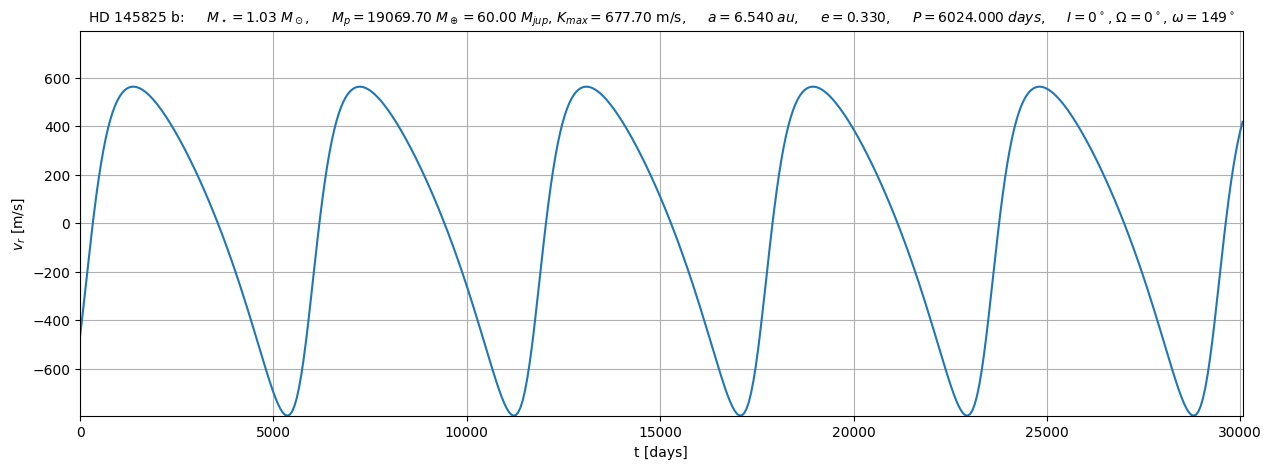 HD 145825 b: M⋆ = 1.03 M⊙, Mp = 19069.70 M⊕ = 60.00 Mjup, Kmax = 677.70 m/s, a = 6.540 au, e = 0.330, P = 6024.000 days, I = 0°, Ω = 0°, ω = 149°
600
400
200
0
−200
−400
−600
vr [m/s]
0 5000 10000 15000 20000 25000 30000
t [days]